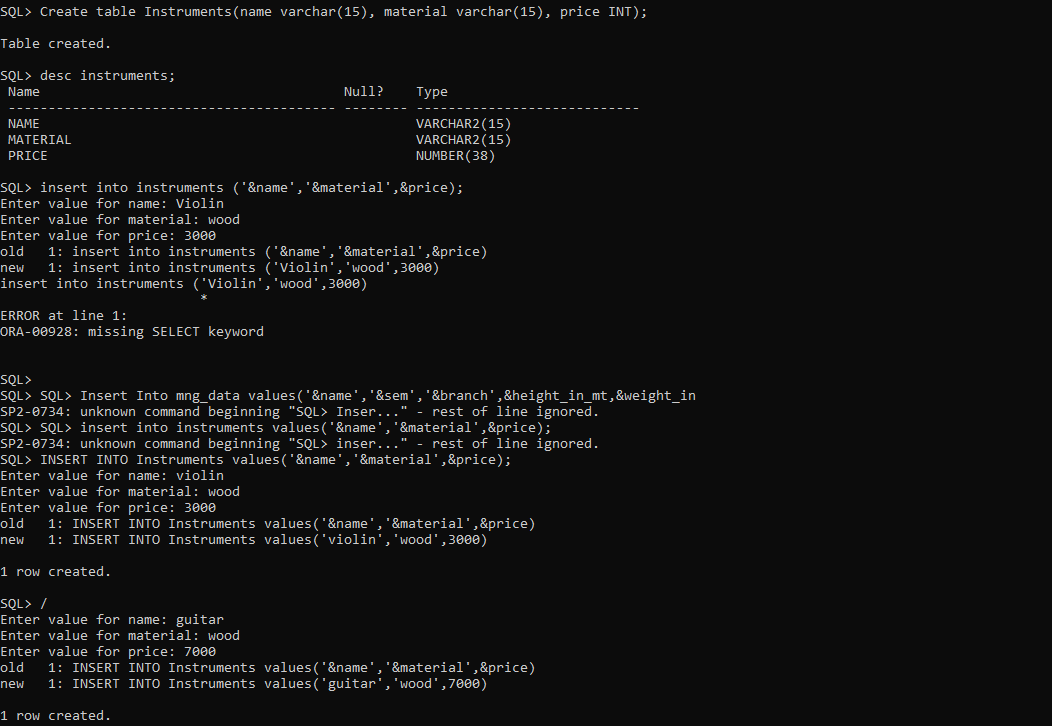 SQL> Create table Instruments(name varchar(15), material varchar(15), price INT);
Table created.
SQL> desc instruments;
Name                                      Null?    Type
----------------------------------------- -------- ----------------------------
NAME                                               VARCHAR2(15)
MATERIAL                                           VARCHAR2(15)
PRICE                                              NUMBER(38)
SQL> insert into instruments ('&name','&material',&price);
Enter value for name: Violin
Enter value for material: wood
Enter value for price: 3000
old   1: insert into instruments ('&name','&material',&price)
new   1: insert into instruments ('Violin','wood',3000)
insert into instruments ('Violin','wood',3000)
                         *
ERROR at line 1:
ORA-00928: missing SELECT keyword
SQL>
SQL> SQL> Insert Into mng_data values('&name','&sem','&branch',&height_in_mt,&weight_in
SP2-0734: unknown command beginning "SQL> Inser..." - rest of line ignored.
SQL> SQL> insert into instruments values('&name','&material',&price);
SP2-0734: unknown command beginning "SQL> inser..." - rest of line ignored.
SQL> INSERT INTO Instruments values('&name','&material',&price);
Enter value for name: violin
Enter value for material: wood
Enter value for price: 3000
old   1: INSERT INTO Instruments values('&name','&material',&price)
new   1: INSERT INTO Instruments values('violin','wood',3000)
1 row created.
SQL> /
Enter value for name: guitar
Enter value for material: wood
Enter value for price: 7000
old   1: INSERT INTO Instruments values('&name','&material',&price)
new   1: INSERT INTO Instruments values('guitar','wood',7000)
1 row created.